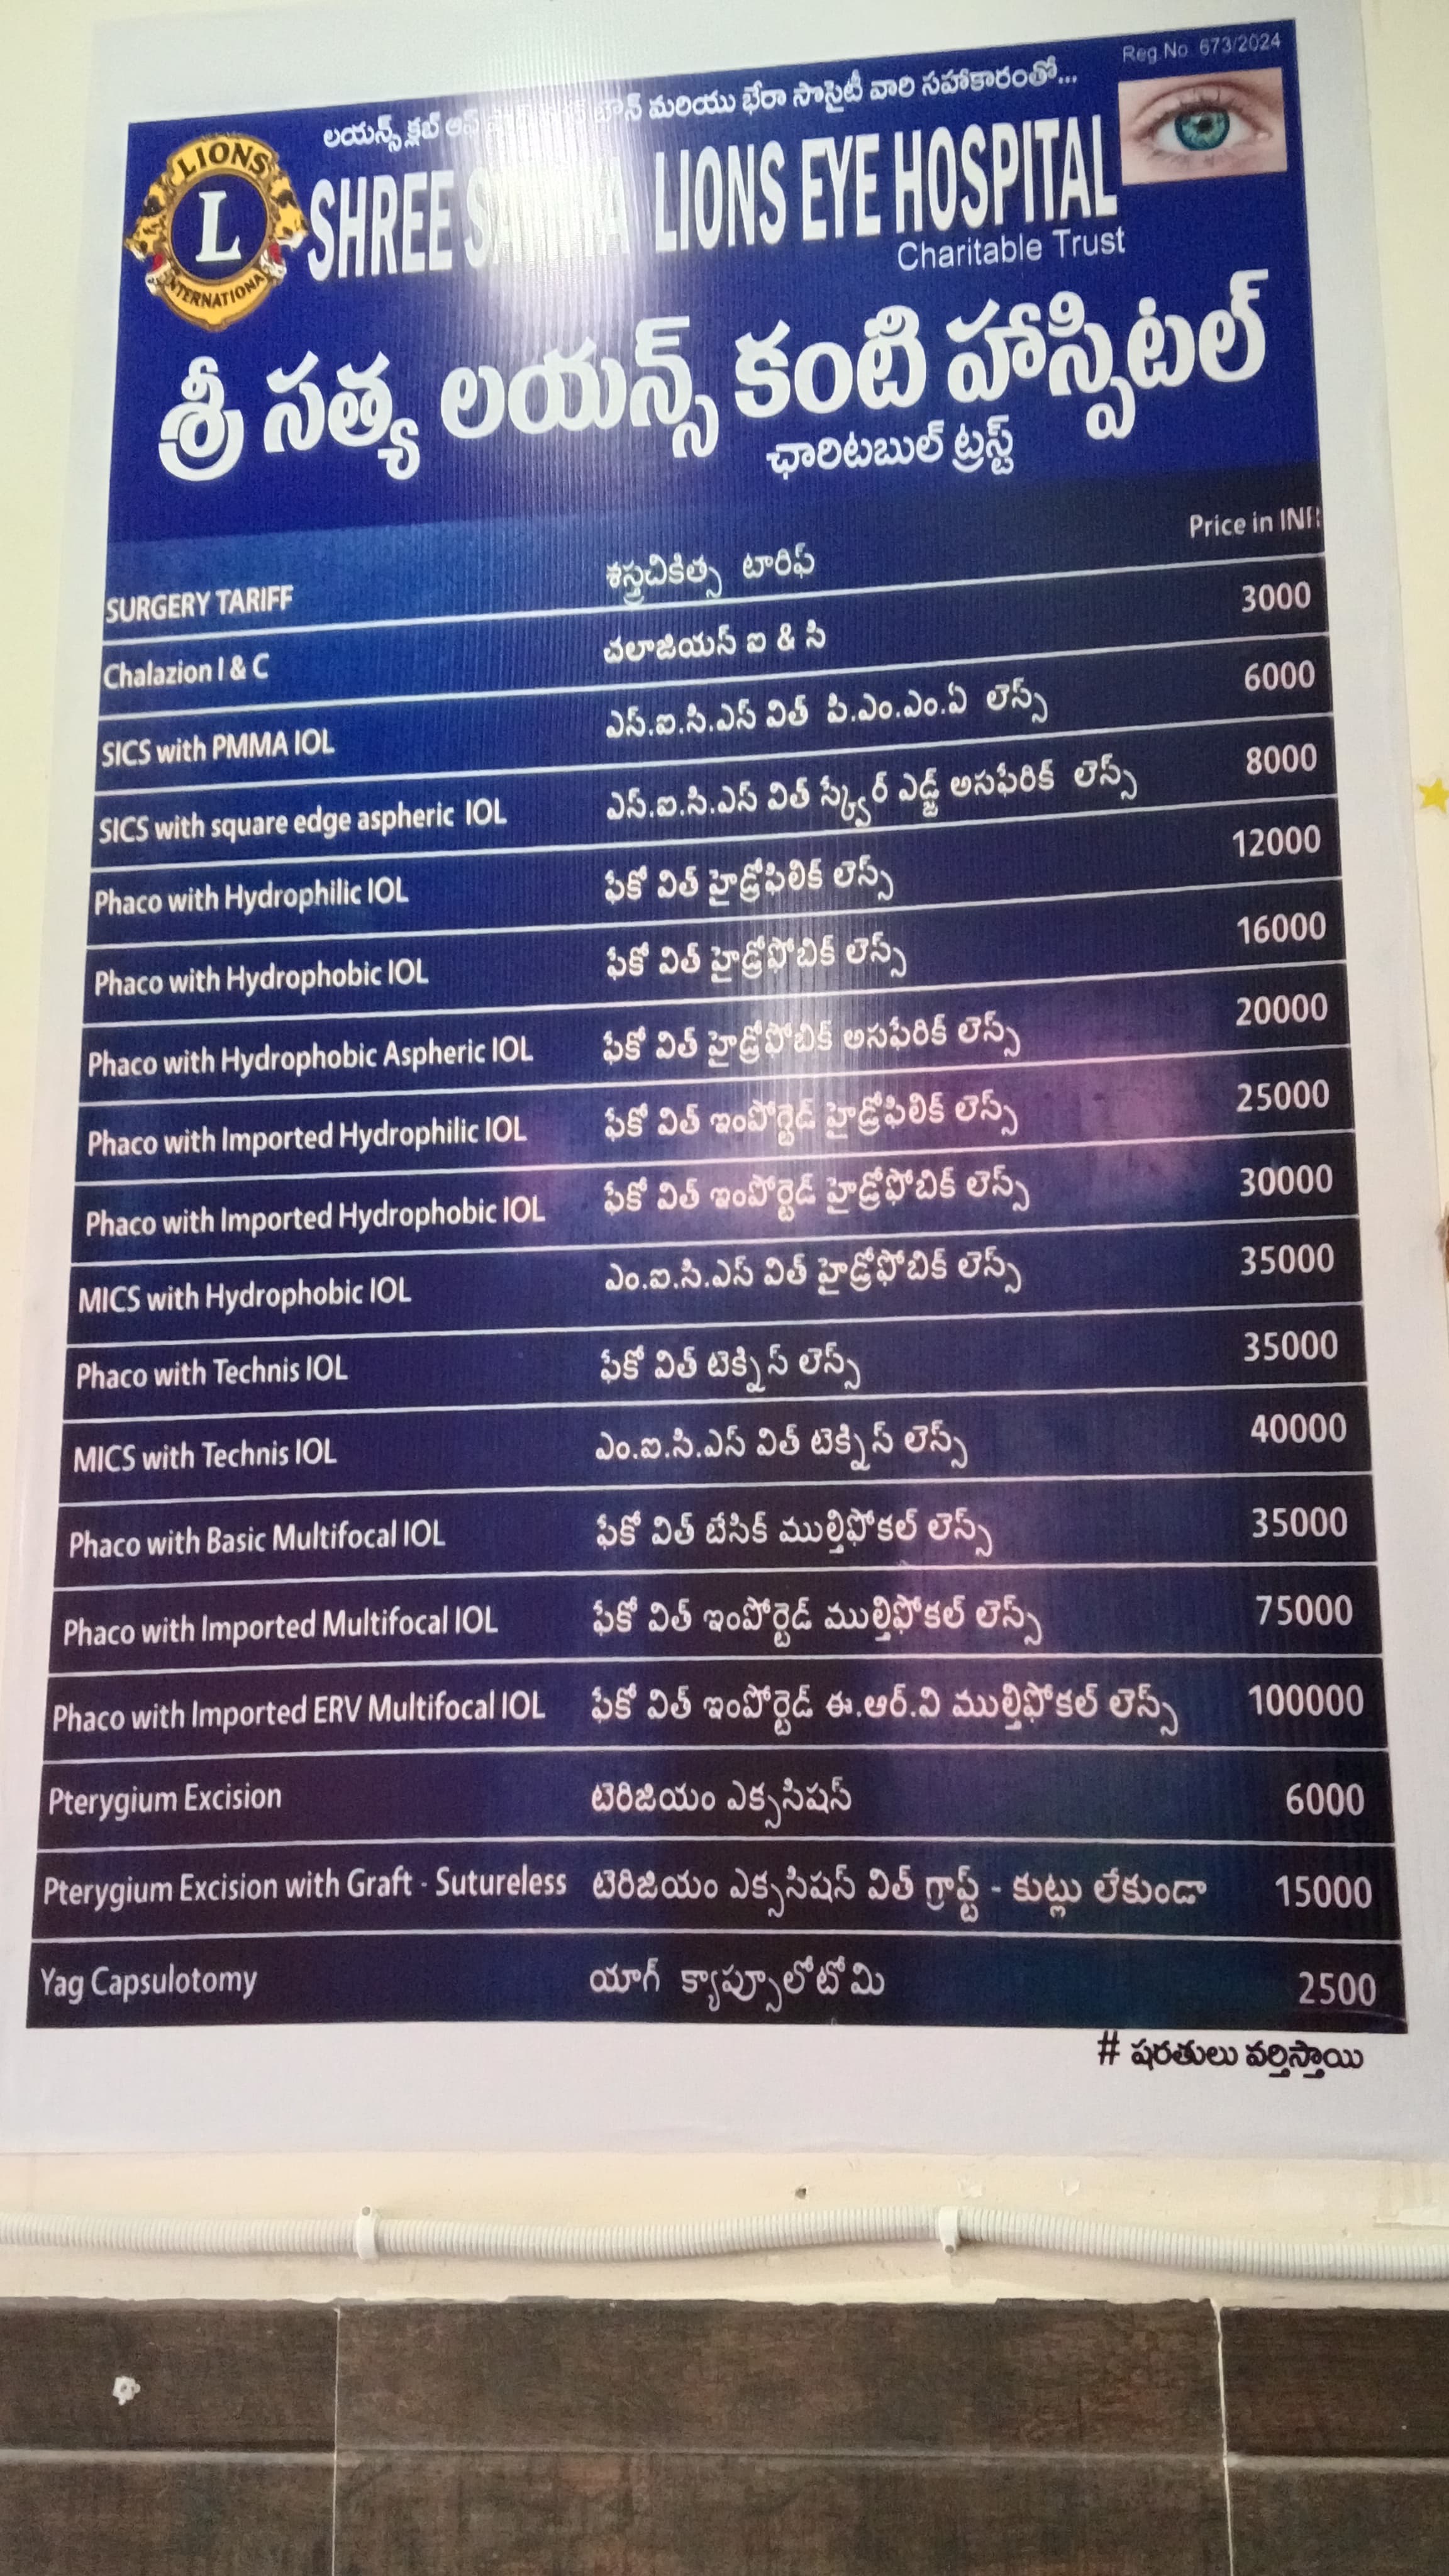 Reg.No. 673/2024
లయన్స్ క్లబ్ ఆఫ్ టౌన్ మరియు భేరా సొసైటీ వారి సహకారంతో...
LIONS
L
INTERNATIONAL
SHREE LIONS EYE HOSPITAL
Charitable Trust
శ్రీ సత్య లయన్స్ కంటి హాస్పిటల్
ఛారిటబుల్ ట్రస్ట్
SURGERY TARIFF శస్త్రచికిత్స టారిఫ్ Price in INR
Chalazion I & C చలాజియన్ ఐ & సి 3000
SICS with PMMA IOL ఎస్.ఐ.సి.ఎస్ విత్ పి.ఎం.ఎం.ఏ లెన్స్ 6000
SICS with square edge aspheric IOL ఎస్.ఐ.సి.ఎస్ విత్ స్క్వేర్ ఎడ్జ్ అసఫేరిక్ లెన్స్ 8000
Phaco with Hydrophilic IOL ఫేకో విత్ హైడ్రోఫిలిక్ లెన్స్ 12000
Phaco with Hydrophobic IOL ఫేకో విత్ హైడ్రోఫోబిక్ లెన్స్ 16000
Phaco with Hydrophobic Aspheric IOL ఫేకో విత్ హైడ్రోఫోబిక్ అసఫేరిక్ లెన్స్ 20000
Phaco with Imported Hydrophilic IOL ఫేకో విత్ ఇంపోర్టెడ్ హైడ్రోఫిలిక్ లెన్స్ 25000
Phaco with Imported Hydrophobic IOL ఫేకో విత్ ఇంపోర్టెడ్ హైడ్రోఫోబిక్ లెన్స్ 30000
MICS with Hydrophobic IOL ఎం.ఐ.సి.ఎస్ విత్ హైడ్రోఫోబిక్ లెన్స్ 35000
Phaco with Technis IOL ఫేకో విత్ టెక్నిస్ లెన్స్ 35000
MICS with Technis IOL ఎం.ఐ.సి.ఎస్ విత్ టెక్నిస్ లెన్స్ 40000
Phaco with Basic Multifocal IOL ఫేకో విత్ బేసిక్ ముల్తిఫోకల్ లెన్స్ 35000
Phaco with Imported Multifocal IOL ఫేకో విత్ ఇంపోర్టెడ్ ముల్తిఫోకల్ లెన్స్ 75000
Phaco with Imported ERV Multifocal IOL ఫేకో విత్ ఇంపోర్టెడ్ ఈ.ఆర్.వి ముల్తిఫోకల్ లెన్స్ 100000
Pterygium Excision టెరిజియం ఎక్ససిషన్ 6000
Pterygium Excision with Graft - Sutureless టెరిజియం ఎక్ససిషన్ విత్ గ్రాఫ్ట్ - కుట్లు లేకుండా 15000
Yag Capsulotomy యాగ్ క్యాప్సూలోటోమి 2500
# షరతులు వర్తిస్తాయి